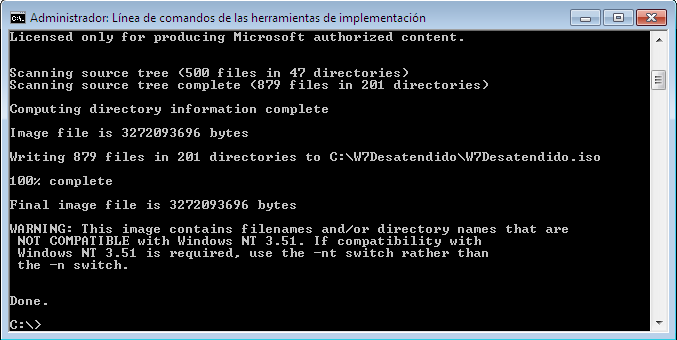 Administrador: Línea de comandos de las herramientas de implementación
Licensed only for producing Microsoft authorized content.
Scanning source tree (500 files in 47 directories)
Scanning source tree complete (879 files in 201 directories)
Computing directory information complete
Image file is 3272093696 bytes
Writing 879 files in 201 directories to C:\W7Desatendido\W7Desatendido.iso
100% complete
Final image file is 3272093696 bytes
WARNING: This image contains filenames and/or directory names that are
NOT COMPATIBLE with Windows NT 3.51. If compatibility with
Windows NT 3.51 is required, use the -nt switch rather than
the -n switch.
Done.
C:\>